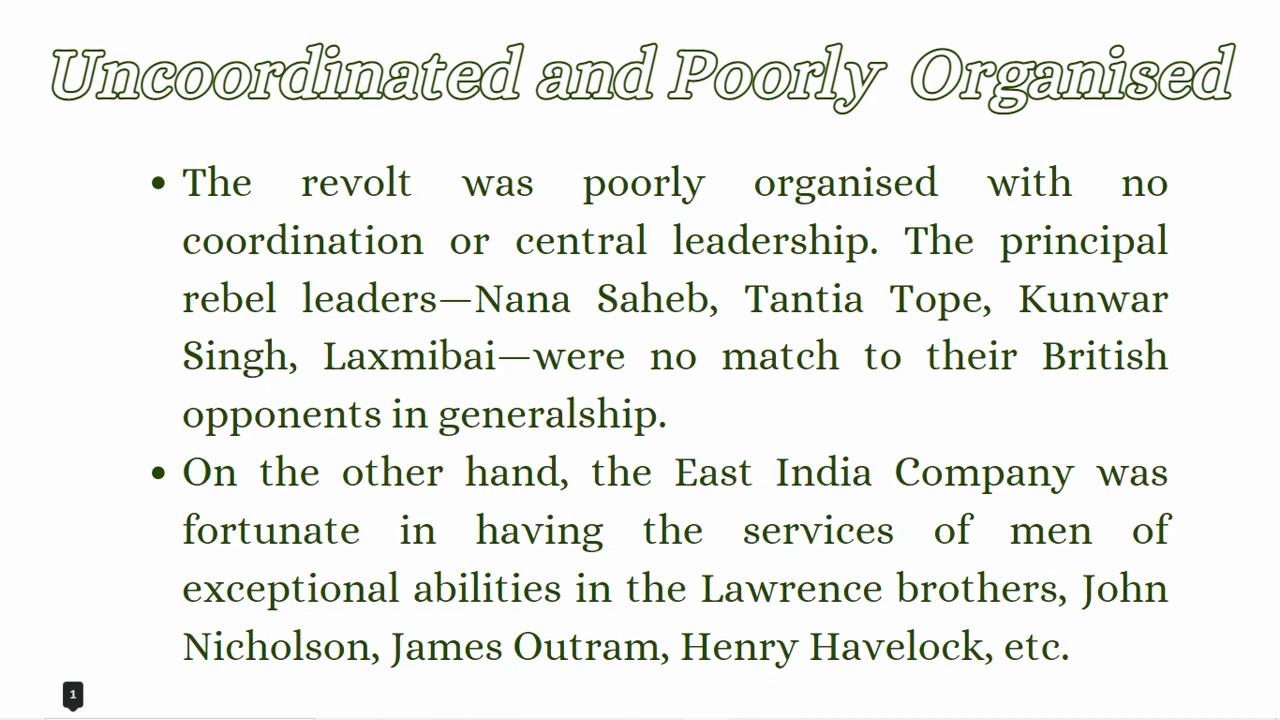 Uncoordinated and Poorly Organised
• The revolt was poorly organised with no
coordination or central leadership. The principal
rebel leaders—Nana Saheb, Tantia Tope, Kunwar
Singh, Laxmibai—were no match to their British
opponents in generalship.
• On the other hand, the East India Company was
fortunate in having the services of men of
exceptional abilities in the Lawrence brothers, John
Nicholson, James Outram, Henry Havelock, etc.
1